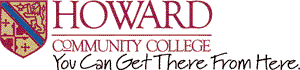 HOWARD
COMMUNITY COLLEGE
You Can Get There From Here.